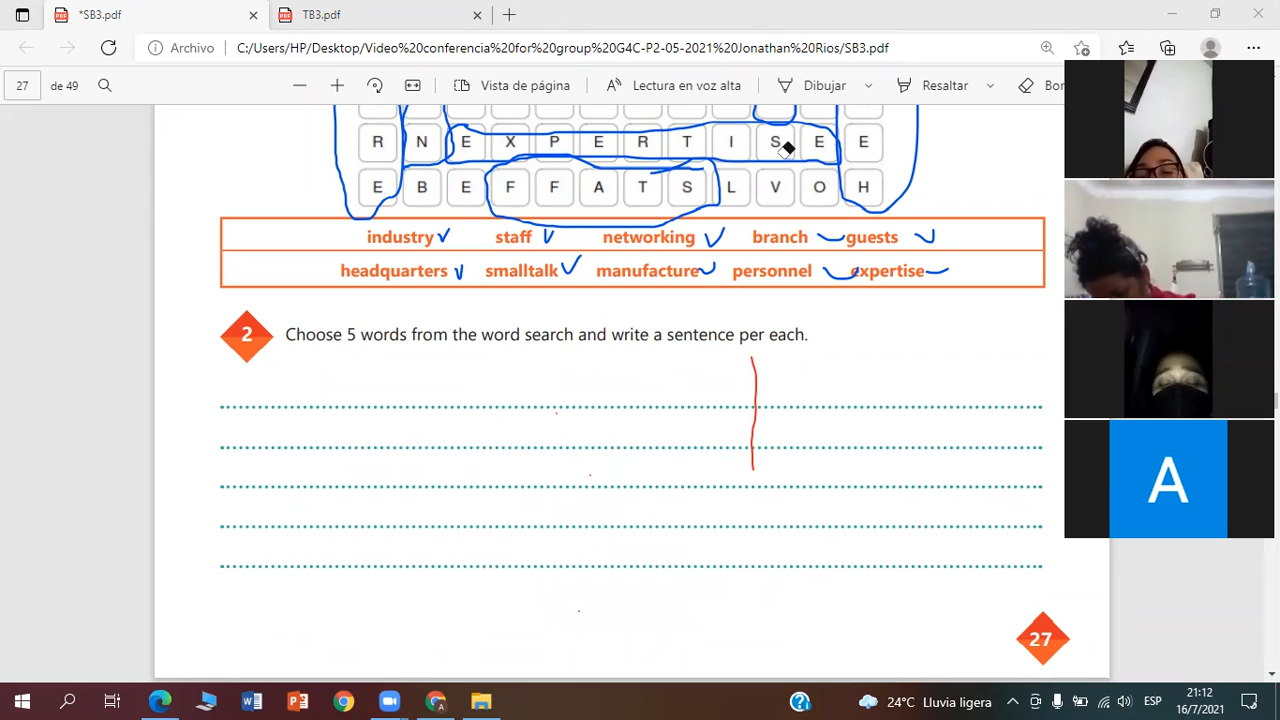 *SB3.pdf
TB3.pdf
Archivo
C:/Users/HP/Desktop/Video%20conferencia%20for%20group%20G4C-P2-05-2021%20Jonathan%20Rios/SB3.pdf
27
de 49
Vista de página
Lectura en voz alta
Dibujar
Resaltar
Bor
R N E X P E R T I S E E
E B E F F A T S L V O H
industry staff networking branch guests
headquarters smalltalk manufacture personnel expertise
2 Choose 5 words from the word search and write a sentence per each.
A
27
24°C Lluvia ligera
ESP
21:12
16/7/2021